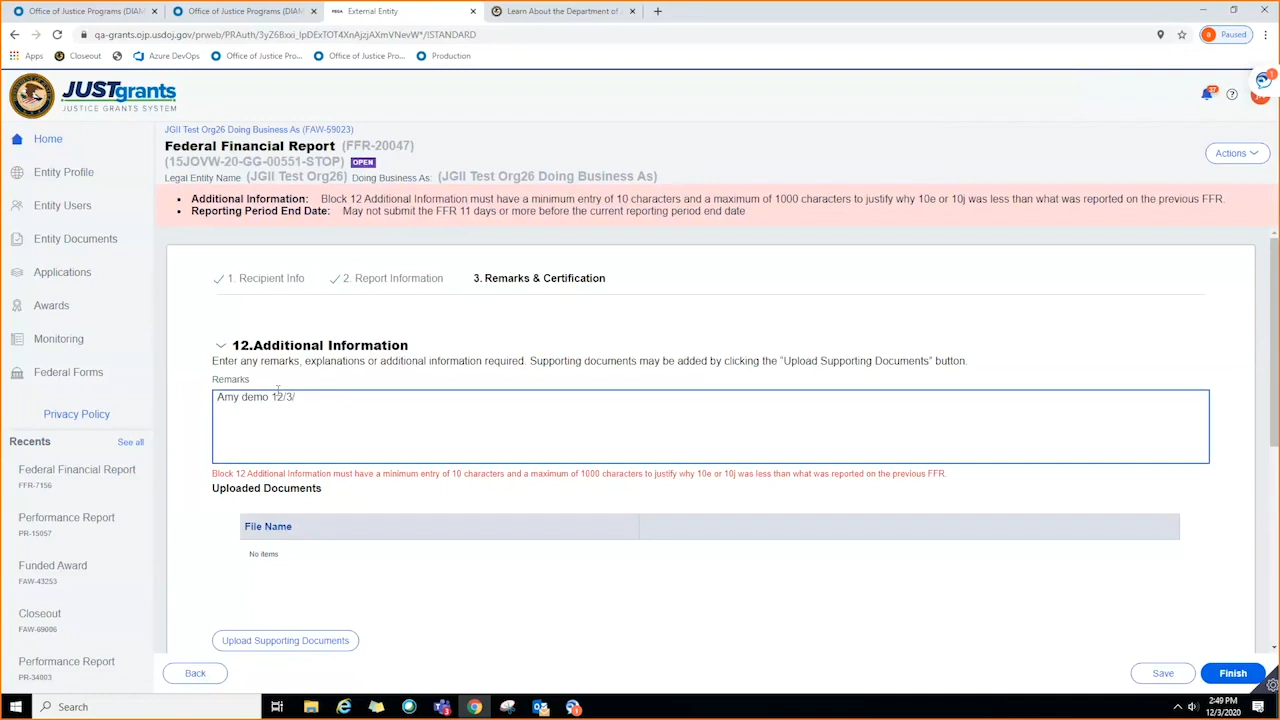 Office of Justice Programs (DIAM
Office of Justice Programs (DIAM
External Entity
Learn About the Department of J
qa-grants.ojp.usdoj.gov/prweb/PRAuth/3yZ6Bxxi_IpDExTOT4XnAjzjAXmVNevW*/!STANDARD
Paused
Apps
Closeout
Azure DevOps
Office of Justice Pro...
Office of Justice Pro...
Production
JUSTgrants
JUSTICE GRANTS SYSTEM
Home
Entity Profile
Entity Users
Entity Documents
Applications
Awards
Monitoring
Federal Forms
Privacy Policy
Recents
See all
Federal Financial Report
FFR-7156
Performance Report
PR-15057
Funded Award
FAW-43253
Closeout
FAW-69006
Performance Report
PR-34003
JGII Test Org26 Doing Business As (FAW-59023)
Federal Financial Report (FFR-20047)
(15JOVW-20-GG-00551-STOP) OPEN
Legal Entity Name (JGII Test Org26) Doing Business As: (JGII Test Org26 Doing Business As)
Actions
Additional Information: Block 12 Additional Information must have a minimum entry of 10 characters and a maximum of 1000 characters to justify why 10e or 10j was less than what was reported on the previous FFR.
Reporting Period End Date: May not submit the FFR 11 days or more before the current reporting period end date
1. Recipient Info
2. Report Information
3. Remarks & Certification
12.Additional Information
Enter any remarks, explanations or additional information required. Supporting documents may be added by clicking the "Upload Supporting Documents" button.
Remarks
Amy demo 12/3/
Block 12 Additional Information must have a minimum entry of 10 characters and a maximum of 1000 characters to justify why 10e or 10j was less than what was reported on the previous FFR.
Uploaded Documents
File Name
No items
Upload Supporting Documents
Back
Save
Finish
Search
2:49 PM
12/3/2020